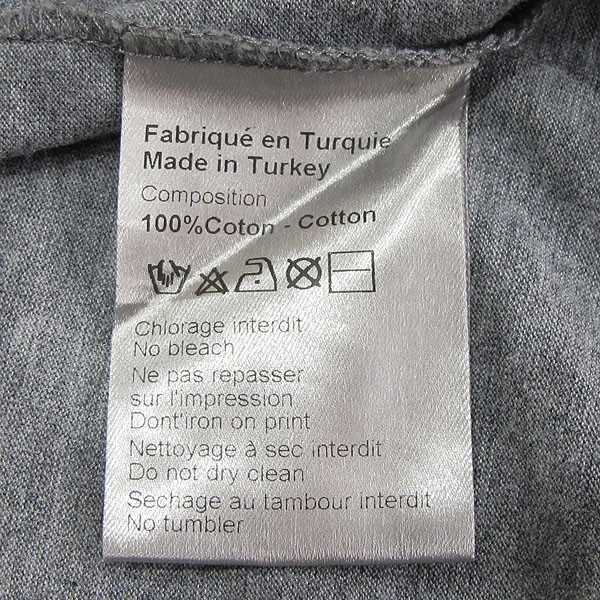 Fabriqué en Turquie
Made in Turkey
Composition
100%Coton - Cotton
Chlorage interdit
No bleach
Ne pas repasser
sur l'impression
Dont'iron on print
Nettoyage à sec interdit
Do not dry clean
Sechage au tambour interdit
No tumbler